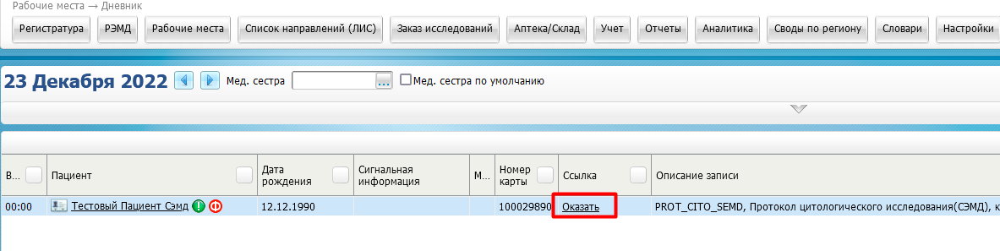 Рабочие места → Дневник
Регистратура РЭМД Рабочие места Список направлений (ЛИС) Заказ исследований Аптека/Склад Учет Отчеты Аналитика Своды по региону Словари Настройки
23 Декабря 2022 Мед. сестра ... Мед. сестра по умолчанию
В... Пациент Дата рождения Сигнальная информация М... Номер карты Ссылка Описание записи
00:00 Тестовый Пациент Сэмд ! Ф 12.12.1990 100029890 Оказать PROT_CITO_SEMD, Протокол цитологического исследования(СЭМД), к